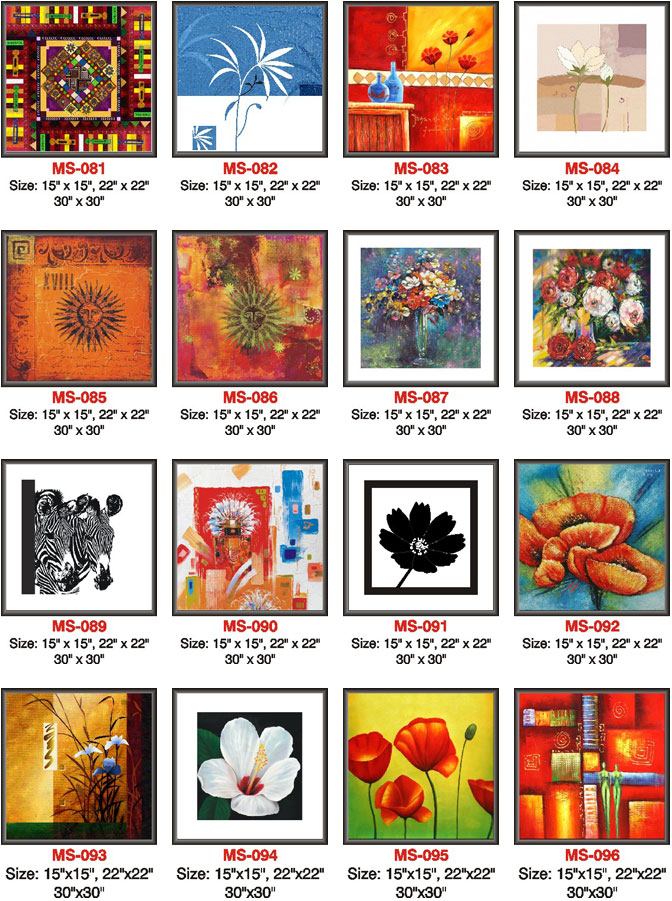 MS-081
Size: 15" x 15", 22" x 22"
30" x 30"
MS-082
Size: 15" x 15", 22" x 22"
30" x 30"
MS-083
Size: 15" x 15", 22" x 22"
30" x 30"
MS-084
Size: 15" x 15", 22" x 22"
30" x 30"
XVIII
MS-085
Size: 15" x 15", 22" x 22"
30" x 30"
MS-086
Size: 15" x 15", 22" x 22"
30" x 30"
MS-087
Size: 15" x 15", 22" x 22"
30" x 30"
MS-088
Size: 15" x 15", 22" x 22"
30" x 30"
MS-089
Size: 15" x 15", 22" x 22"
30" x 30"
MS-090
Size: 15" x 15", 22" x 22"
30" x 30"
MS-091
Size: 15" x 15", 22" x 22"
30" x 30"
MS-092
Size: 15" x 15", 22" x 22"
30" x 30"
MS-093
Size: 15"x15", 22"x22"
30"x30"
MS-094
Size: 15"x15", 22"x22"
30"x30"
MS-095
Size: 15"x15", 22"x22"
30"x30"
MS-096
Size: 15"x15", 22"x22"
30"x30"